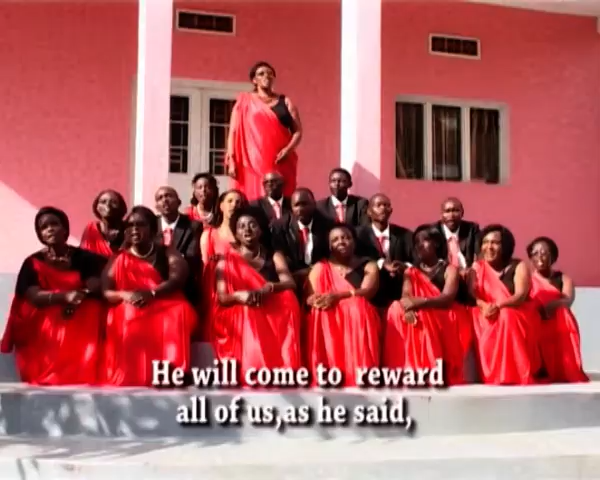 He will come to reward
all of us,as he said,